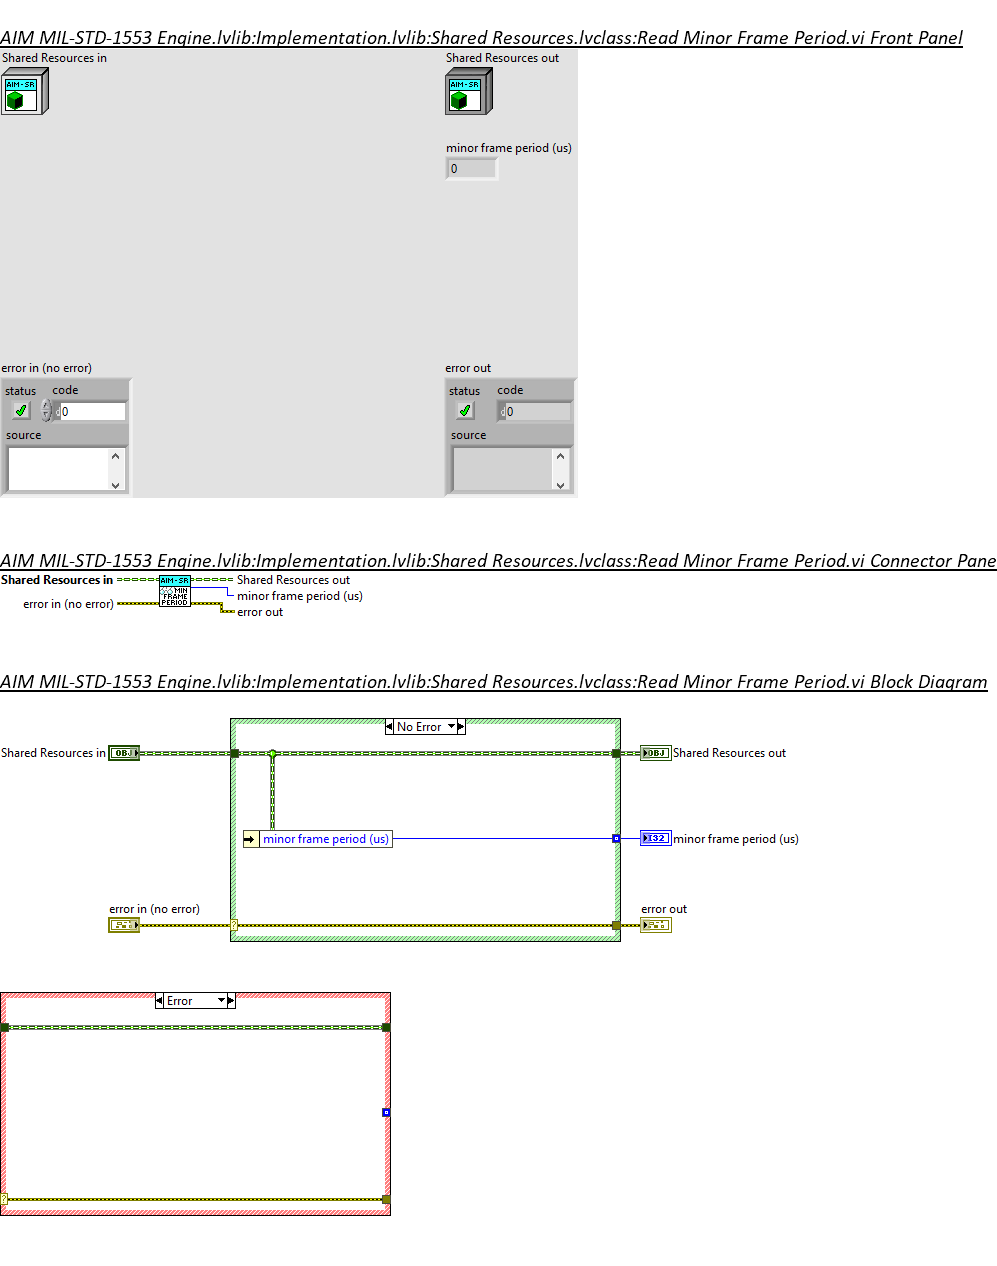 AIM MIL-STD-1553 Engine.lvlib:Implementation.lvlib:Shared Resources.lvclass:Read Minor Frame Period.vi Front Panel
Shared Resources in
Shared Resources out
AIM-SR
AIM-SR
minor frame period (us)
0
error in (no error)
error out
status code
status code
d 0
d 0
source
source
AIM MIL-STD-1553 Engine.lvlib:Implementation.lvlib:Shared Resources.lvclass:Read Minor Frame Period.vi Connector Pane
Shared Resources in
AIM-SR
Shared Resources out
MIN
FRAME
PERIOD
minor frame period (us)
error in (no error)
error out
AIM MIL-STD-1553 Engine.lvlib:Implementation.lvlib:Shared Resources.lvclass:Read Minor Frame Period.vi Block Diagram
No Error
Shared Resources in
OBJ
OBJ
Shared Resources out
minor frame period (us)
I32
minor frame period (us)
error in (no error)
error out
?
Error
?